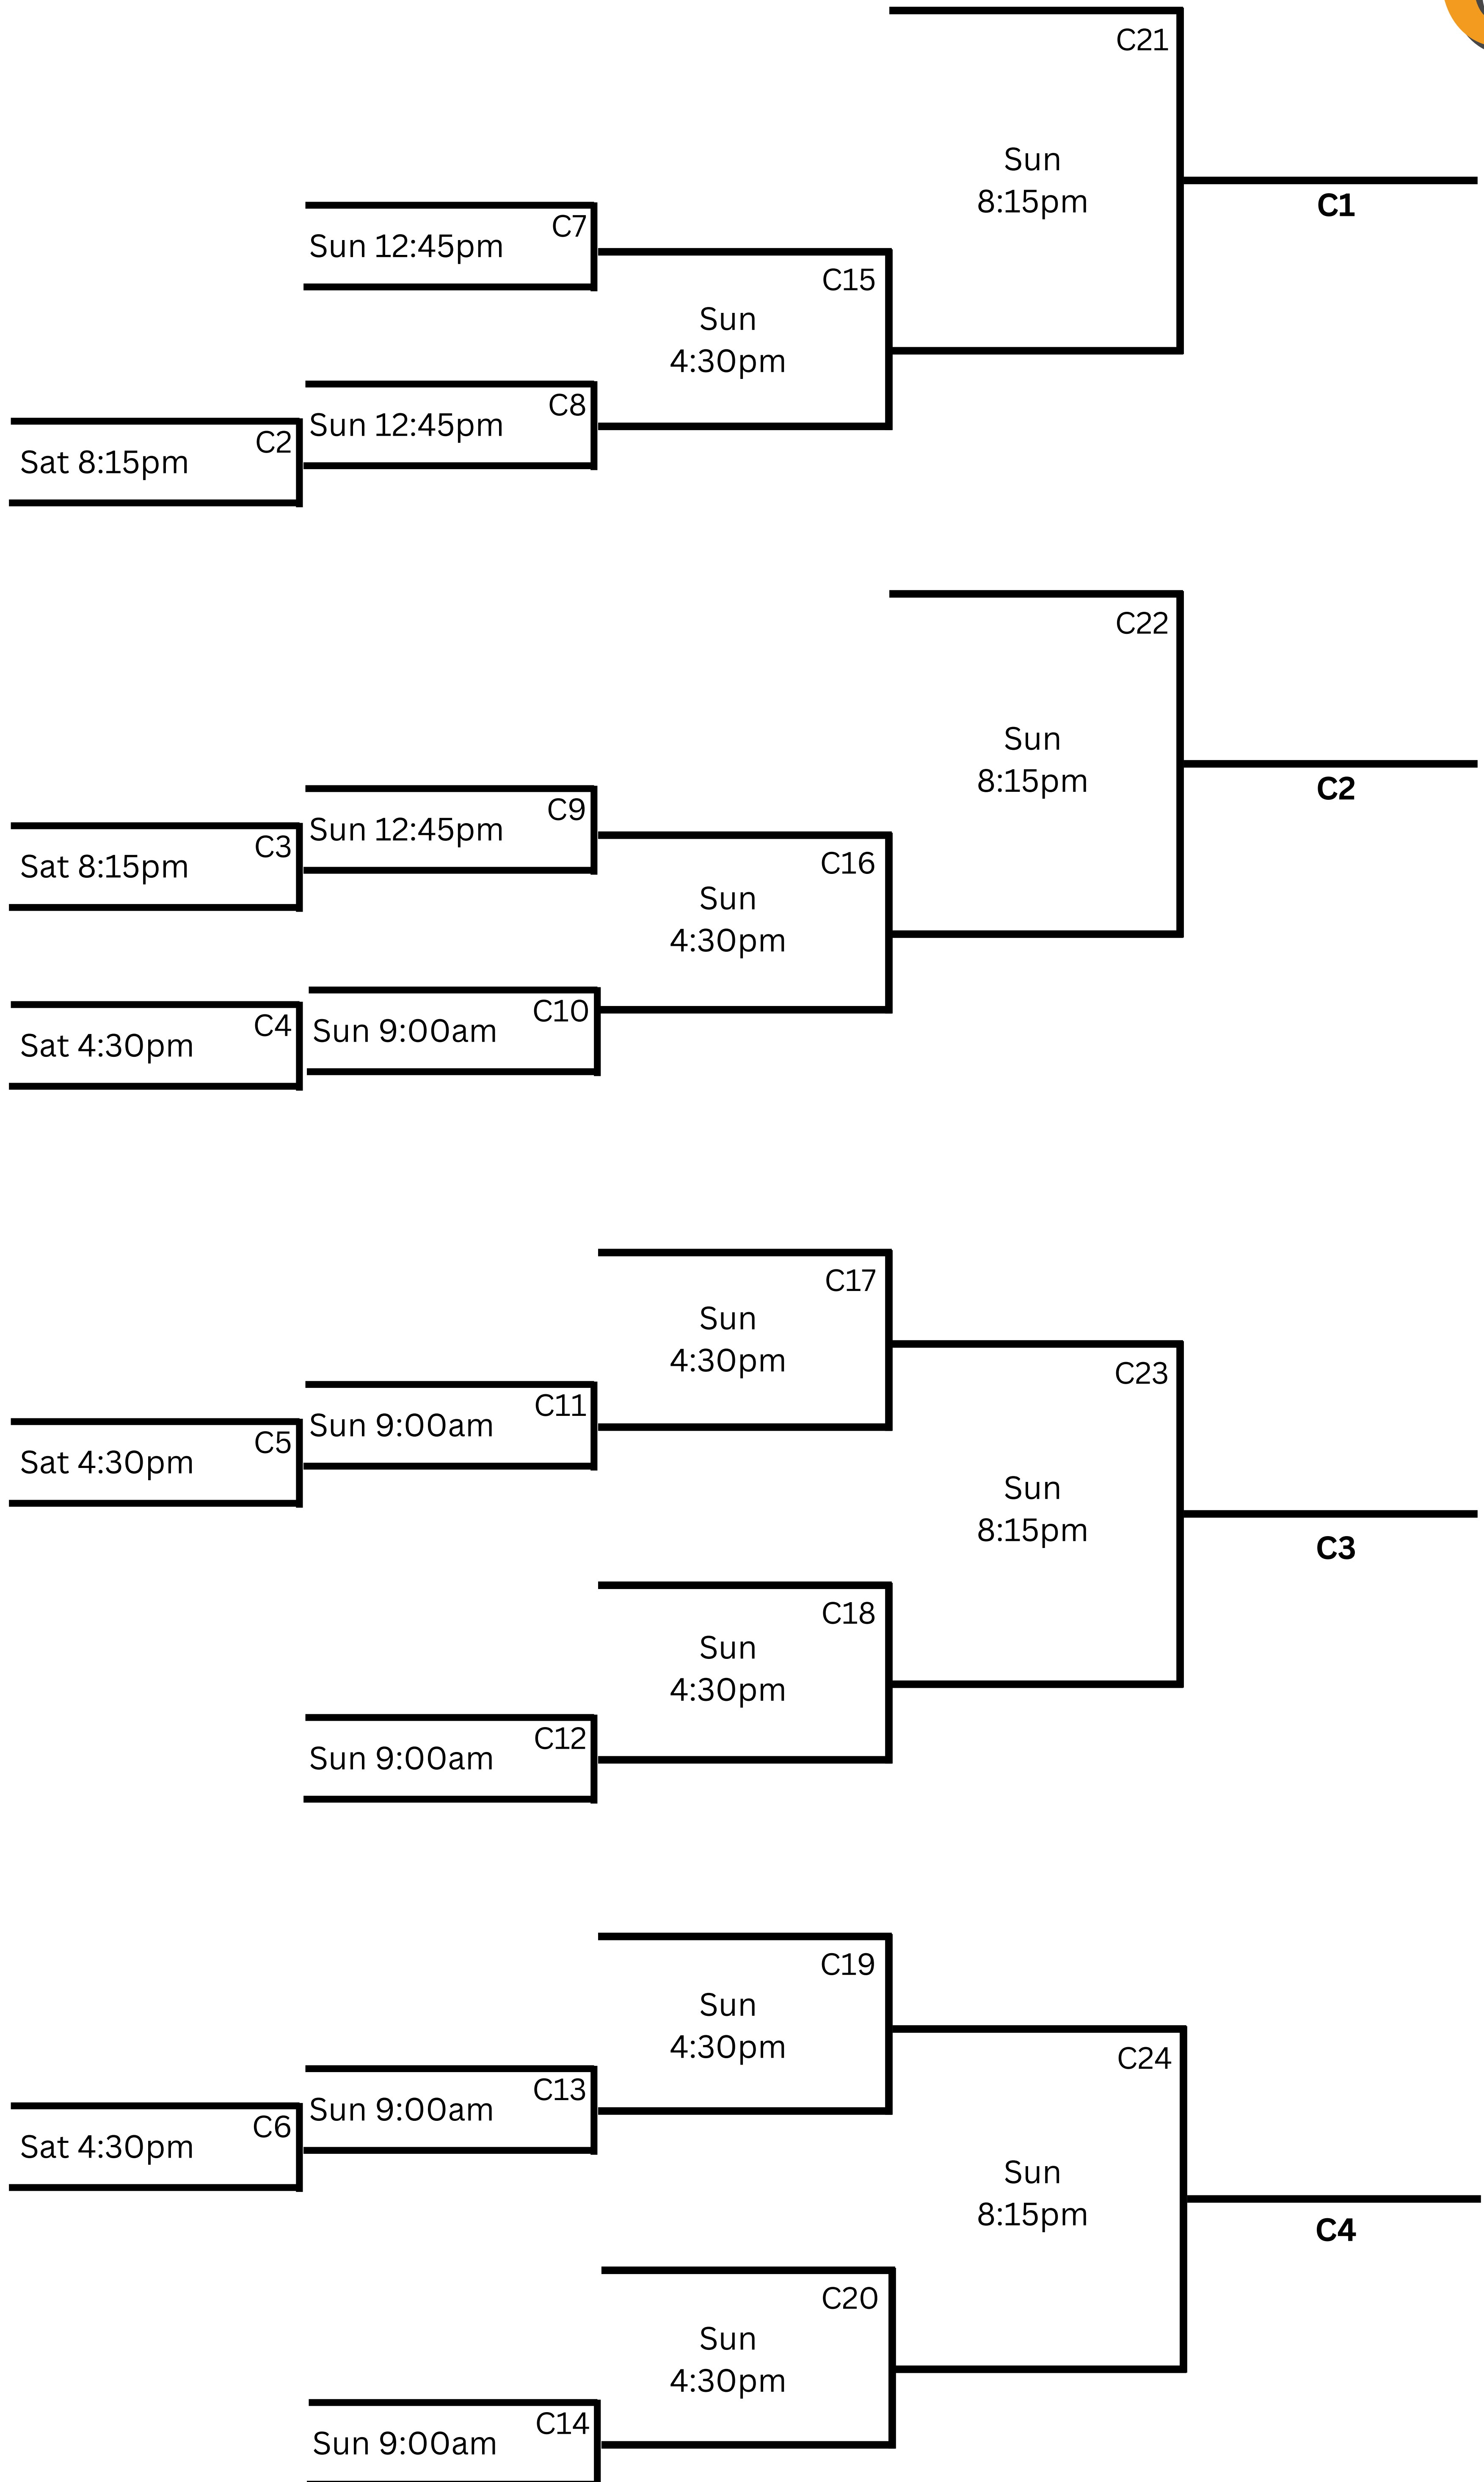 C21
Sun
8:15pm
C1
C7
Sun 12:45pm
C15
Sun
4:30pm
C8
Sun 12:45pm
C2
Sat 8:15pm
C22
Sun
8:15pm
C2
C9
Sun 12:45pm
C3
Sat 8:15pm
C16
Sun
4:30pm
C10
Sun 9:00am
C4
Sat 4:30pm
C17
Sun
4:30pm
C23
C11
Sun 9:00am
C5
Sat 4:30pm
Sun
8:15pm
C3
C18
Sun
4:30pm
C12
Sun 9:00am
C19
Sun
4:30pm
C24
C13
Sun 9:00am
C6
Sat 4:30pm
Sun
8:15pm
C4
C20
Sun
4:30pm
C14
Sun 9:00am